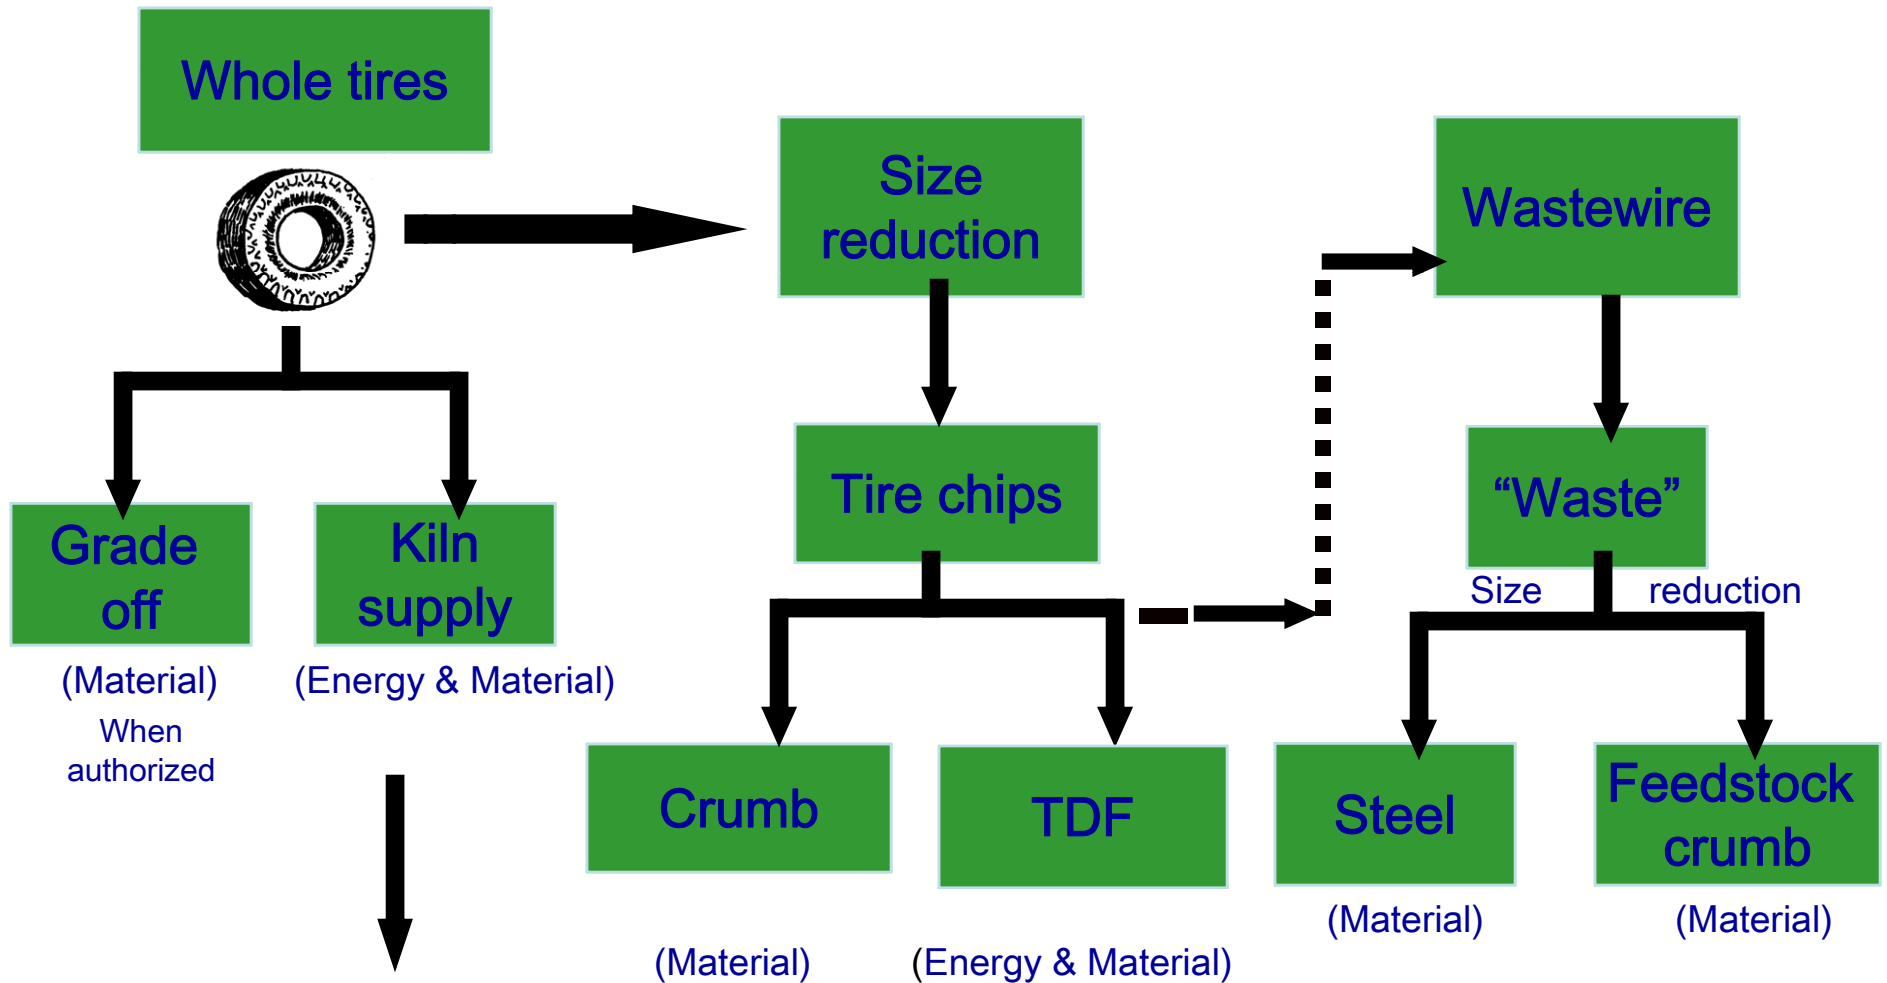 Whole tires
Size
reduction
Wastewire
Tire chips
“Waste”
Grade
off
Kiln
supply
Size reduction
(Material)
(Energy & Material)
When
authorized
Crumb
TDF
Steel
Feedstock
crumb
(Material)
(Material)
(Material)
(Energy & Material)